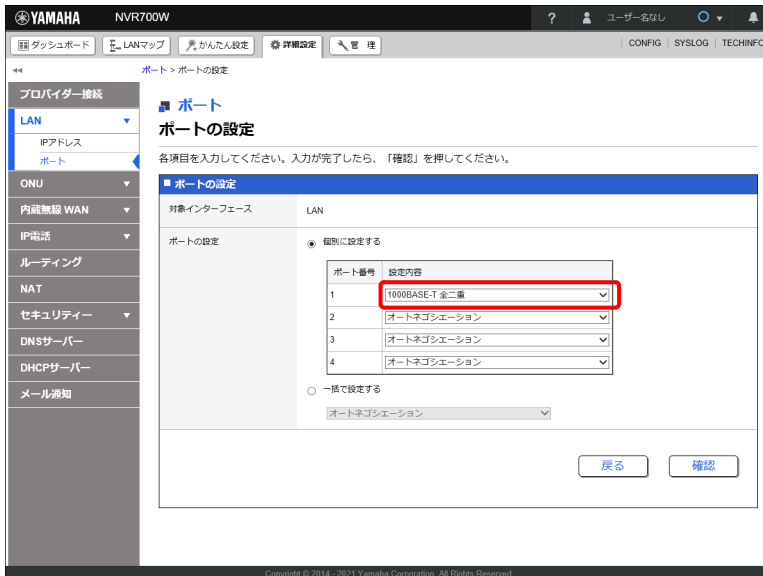 YAMAHA NVR700W ? ユーザー名なし
ダッシュボード LANマップ かんたん設定 詳細設定 管 理 CONFIG SYSLOG TECHINFO
ポート > ポートの設定
プロバイダー接続
LAN
IPアドレス
ポート
ONU
内蔵無線 WAN
IP電話
ルーティング
NAT
セキュリティー
DNSサーバー
DHCPサーバー
メール通知
ポート
ポートの設定
各項目を入力してください。入力が完了したら、「確認」を押してください。
ポートの設定
対象インターフェース LAN
ポートの設定 個別に設定する
ポート番号 設定内容
1 1000BASE-T 全二重
2 オートネゴシエーション
3 オートネゴシエーション
4 オートネゴシエーション
一括で設定する
オートネゴシエーション
戻る 確認
Copyright © 2014 - 2021 Yamaha Corporation. All Rights Reserved.